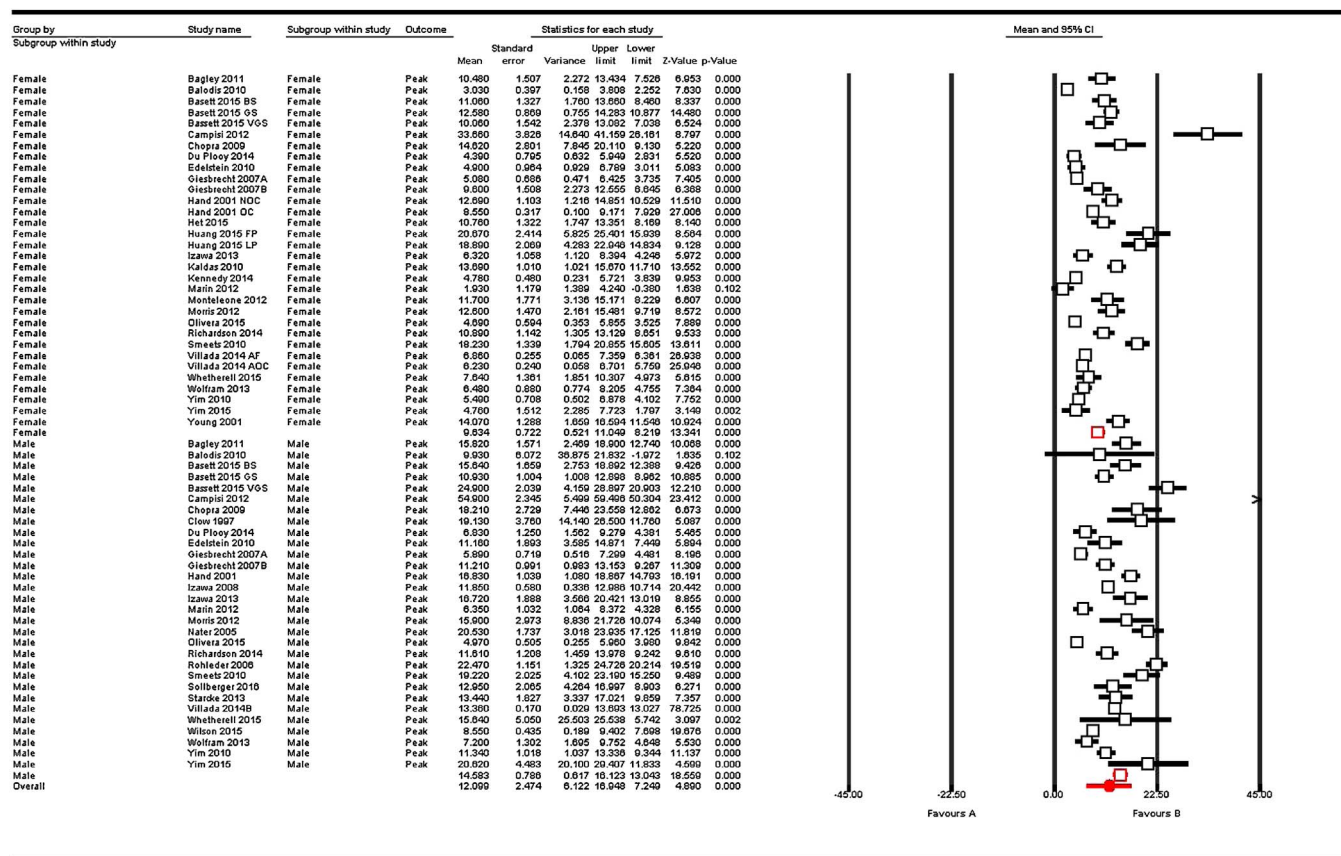 Group by Study name Subgroup within study Outcome Statistics for each study Mean and 95% CI
Subgroup within study
Standard Upper Lower
Mean error Variance limit limit Z-Value p-Value
Female Bagley 2011 Female Peak 10.480 1.507 2.272 13.434 7.526 6.953 0.000
Female Balodis 2010 Female Peak 3.030 0.397 0.158 3.808 2.252 7.630 0.000
Female Basett 2015 BS Female Peak 11.060 1.327 1.760 13.660 8.460 8.337 0.000
Female Basett 2015 GS Female Peak 12.580 0.869 0.755 14.283 10.877 14.480 0.000
Female Bassett 2015 VGS Female Peak 10.060 1.542 2.378 13.082 7.038 6.524 0.000
Female Campisi 2012 Female Peak 33.660 3.826 14.640 41.159 26.161 8.797 0.000
Female Chopra 2009 Female Peak 14.620 2.801 7.845 20.110 9.130 5.220 0.000
Female Du Plooy 2014 Female Peak 4.390 0.795 0.632 5.949 2.831 5.520 0.000
Female Edelstein 2010 Female Peak 4.900 0.964 0.929 6.789 3.011 5.083 0.000
Female Giesbrecht 2007A Female Peak 5.080 0.686 0.471 6.425 3.735 7.405 0.000
Female Giesbrecht 2007B Female Peak 9.600 1.508 2.273 12.555 6.645 6.368 0.000
Female Hand 2001 NOC Female Peak 12.690 1.103 1.216 14.851 10.529 11.510 0.000
Female Hand 2001 OC Female Peak 8.550 0.317 0.100 9.171 7.929 27.006 0.000
Female Het 2015 Female Peak 10.760 1.322 1.747 13.351 8.169 8.140 0.000
Female Huang 2015 FP Female Peak 20.670 2.414 5.825 25.401 15.939 8.564 0.000
Female Huang 2015 LP Female Peak 18.890 2.069 4.283 22.946 14.834 9.128 0.000
Female Izawa 2013 Female Peak 6.320 1.058 1.120 8.394 4.246 5.972 0.000
Female Kaldas 2010 Female Peak 13.690 1.010 1.021 15.670 11.710 13.552 0.000
Female Kennedy 2014 Female Peak 4.780 0.480 0.231 5.721 3.839 9.953 0.000
Female Marin 2012 Female Peak 1.930 1.179 1.389 4.240 -0.380 1.638 0.102
Female Monteleone 2012 Female Peak 11.700 1.771 3.136 15.171 8.229 6.607 0.000
Female Morris 2012 Female Peak 12.600 1.470 2.161 15.481 9.719 8.572 0.000
Female Olivera 2015 Female Peak 4.690 0.594 0.353 5.855 3.525 7.889 0.000
Female Richardson 2014 Female Peak 10.890 1.142 1.305 13.129 8.651 9.533 0.000
Female Smeets 2010 Female Peak 18.230 1.339 1.794 20.855 15.605 13.611 0.000
Female Villada 2014 AF Female Peak 6.860 0.255 0.065 7.359 6.361 26.938 0.000
Female Villada 2014 AOC Female Peak 6.230 0.240 0.058 6.701 5.759 25.946 0.000
Female Whetherell 2015 Female Peak 7.640 1.361 1.851 10.307 4.973 5.615 0.000
Female Wolfram 2013 Female Peak 6.480 0.880 0.774 8.205 4.755 7.364 0.000
Female Yim 2010 Female Peak 5.490 0.708 0.502 6.878 4.102 7.752 0.000
Female Yim 2015 Female Peak 4.760 1.512 2.285 7.723 1.797 3.149 0.002
Female Young 2001 Female Peak 14.070 1.288 1.659 16.594 11.546 10.924 0.000
Female 9.634 0.722 0.521 11.049 8.219 13.341 0.000
Male Bagley 2011 Male Peak 15.820 1.571 2.469 18.900 12.740 10.068 0.000
Male Balodis 2010 Male Peak 9.930 6.072 36.875 21.832 -1.972 1.635 0.102
Male Basett 2015 BS Male Peak 15.640 1.659 2.753 18.892 12.388 9.426 0.000
Male Basett 2015 GS Male Peak 10.930 1.004 1.008 12.898 8.962 10.885 0.000
Male Bassett 2015 VGS Male Peak 24.900 2.039 4.159 28.897 20.903 12.210 0.000
Male Campisi 2012 Male Peak 54.900 2.345 5.499 59.496 50.304 23.412 0.000
Male Chopra 2009 Male Peak 18.210 2.729 7.446 23.558 12.862 6.673 0.000
Male Clow 1997 Male Peak 19.130 3.760 14.140 26.500 11.760 5.087 0.000
Male Du Plooy 2014 Male Peak 6.830 1.250 1.562 9.279 4.381 5.465 0.000
Male Edelstein 2010 Male Peak 11.160 1.893 3.585 14.871 7.449 5.894 0.000
Male Giesbrecht 2007A Male Peak 5.890 0.719 0.516 7.299 4.481 8.196 0.000
Male Giesbrecht 2007B Male Peak 11.210 0.991 0.983 13.153 9.267 11.309 0.000
Male Hand 2001 Male Peak 16.830 1.039 1.080 18.867 14.793 16.191 0.000
Male Izawa 2008 Male Peak 11.850 0.580 0.336 12.986 10.714 20.442 0.000
Male Izawa 2013 Male Peak 16.720 1.888 3.566 20.421 13.019 8.855 0.000
Male Marin 2012 Male Peak 6.350 1.032 1.064 8.372 4.328 6.155 0.000
Male Morris 2012 Male Peak 15.900 2.973 8.836 21.726 10.074 5.349 0.000
Male Nater 2005 Male Peak 20.530 1.737 3.018 23.935 17.125 11.819 0.000
Male Olivera 2015 Male Peak 4.970 0.505 0.255 5.960 3.980 9.842 0.000
Male Richardson 2014 Male Peak 11.610 1.208 1.459 13.978 9.242 9.610 0.000
Male Rohleder 2006 Male Peak 22.470 1.151 1.325 24.726 20.214 19.519 0.000
Male Smeets 2010 Male Peak 19.220 2.025 4.102 23.190 15.250 9.489 0.000
Male Sollberger 2016 Male Peak 12.950 2.065 4.264 16.997 8.903 6.271 0.000
Male Starcke 2013 Male Peak 13.440 1.827 3.337 17.021 9.859 7.357 0.000
Male Villada 2014B Male Peak 13.360 0.170 0.029 13.693 13.027 78.725 0.000
Male Whetherell 2015 Male Peak 15.640 5.050 25.503 25.538 5.742 3.097 0.002
Male Wilson 2015 Male Peak 8.550 0.435 0.189 9.402 7.698 19.676 0.000
Male Wolfram 2013 Male Peak 7.200 1.302 1.695 9.752 4.648 5.530 0.000
Male Yim 2010 Male Peak 11.340 1.018 1.037 13.336 9.344 11.137 0.000
Male Yim 2015 Male Peak 20.620 4.483 20.100 29.407 11.833 4.599 0.000
Male 14.583 0.786 0.617 16.123 13.043 18.559 0.000
Overall 12.099 2.474 6.122 16.948 7.249 4.890 0.000
-45.00 -22.50 0.00 22.50 45.00
Favours A Favours B